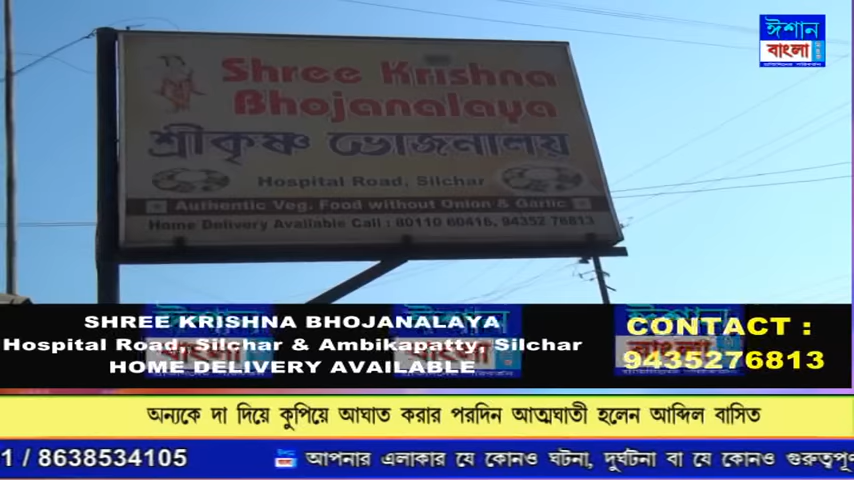 ঈশান
বাংলা
Shree Krishna
Bhojanalaya
শ্রীকৃষ্ণ ভোজনালয়
Hospital Road, Silchar
Authentic Veg. Food without Onion & Garlic
Home Delivery Available Call : 80110 60416, 94352 76813
SHREE KRISHNA BHOJANALAYA
Hospital Road, Silchar & Ambikapatty, Silchar
HOME DELIVERY AVAILABLE
CONTACT :
9435276813
অন্যকে দা দিয়ে কুপিয়ে আঘাত করার পরদিন আত্মঘাতী হলেন আব্দিল বাসিত
1 / 8638534101 আপনার এলাকার যে কোনও ঘটনা, দুর্ঘটনা বা যে কোনও গুরুত্বপূণ